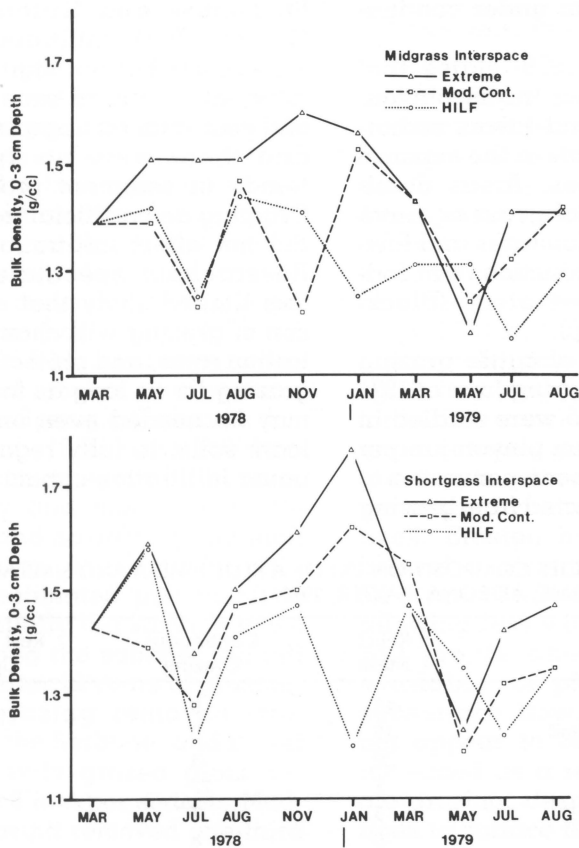 1.7
Midgrass Interspace
Extreme
Mod. Cont.
HILF
Bulk Density, 0-3 cm Depth
[g/cc]
1.5
1.3
1.1
MAR MAY JUL AUG NOV JAN MAR MAY JUL AUG
1978 1979
1.7
Shortgrass Interspace
Extreme
Mod. Cont.
HILF
Bulk Density, 0-3 cm Depth
[g/cc]
1.5
1.3
1.1
MAR MAY JUL AUG NOV JAN MAR MAY JUL AUG
1978 1979